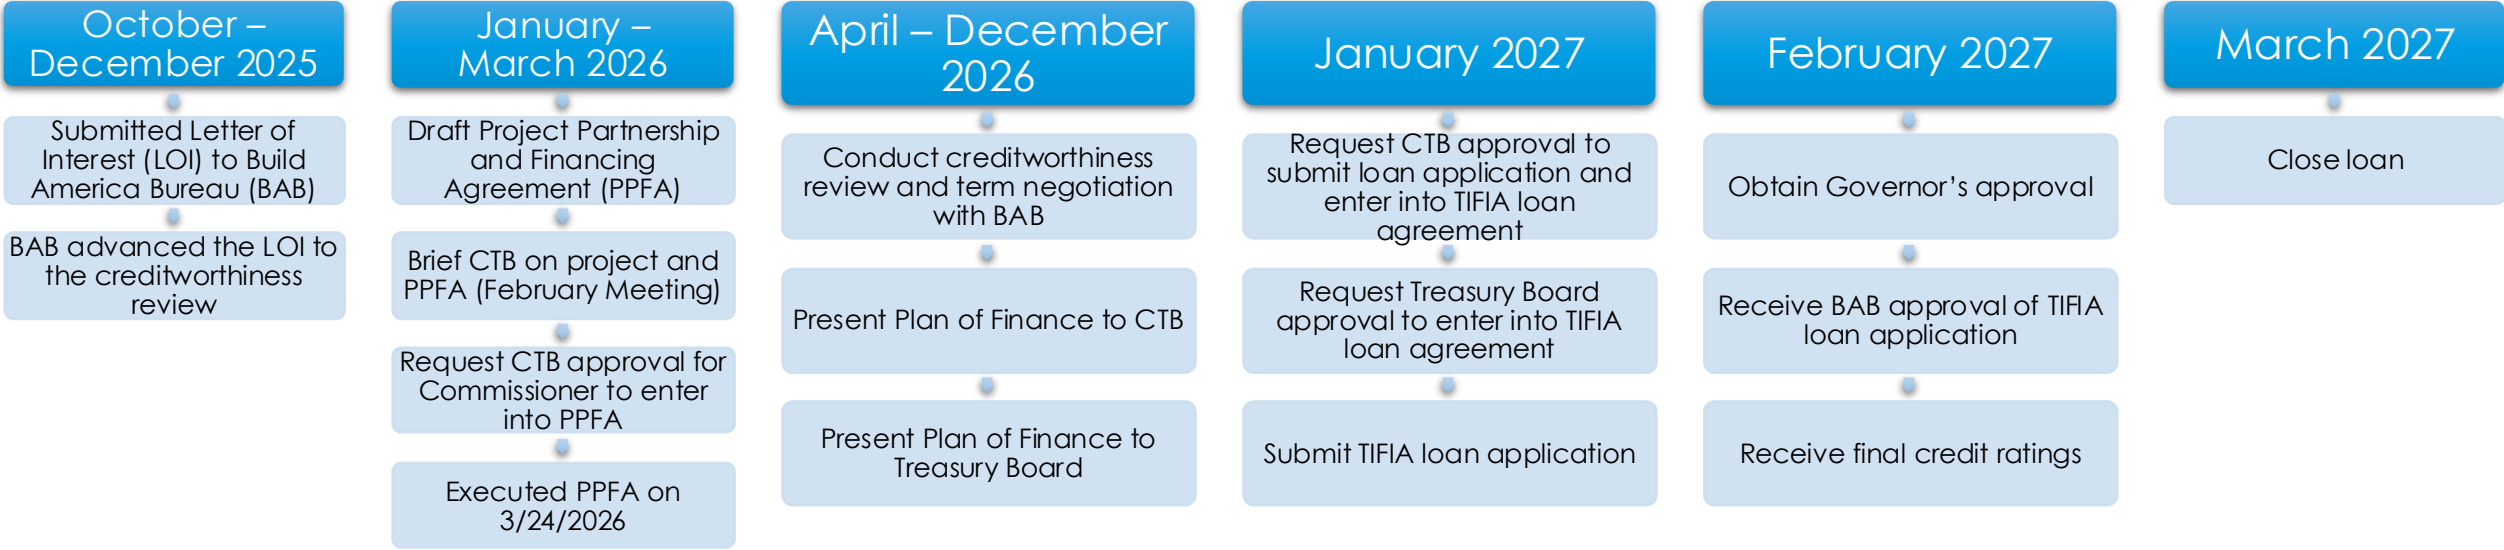 October –
December 2025
Submitted Letter of
Interest (LOI) to Build
America Bureau (BAB)
BAB advanced the LOI to
the creditworthiness
review
January –
March 2026
Draft Project Partnership
and Financing
Agreement (PPFA)
Brief CTB on project and
PPFA (February Meeting)
Request CTB approval for
Commissioner to enter
into PPFA
Executed PPFA on
3/24/2026
April – December
2026
Conduct creditworthiness
review and term negotiation
with BAB
Present Plan of Finance to CTB
Present Plan of Finance to
Treasury Board
January 2027
Request CTB approval to
submit loan application and
enter into TIFIA loan
agreement
Request Treasury Board
approval to enter into TIFIA
loan agreement
Submit TIFIA loan application
February 2027
Obtain Governor’s approval
Receive BAB approval of TIFIA
loan application
Receive final credit ratings
March 2027
Close loan